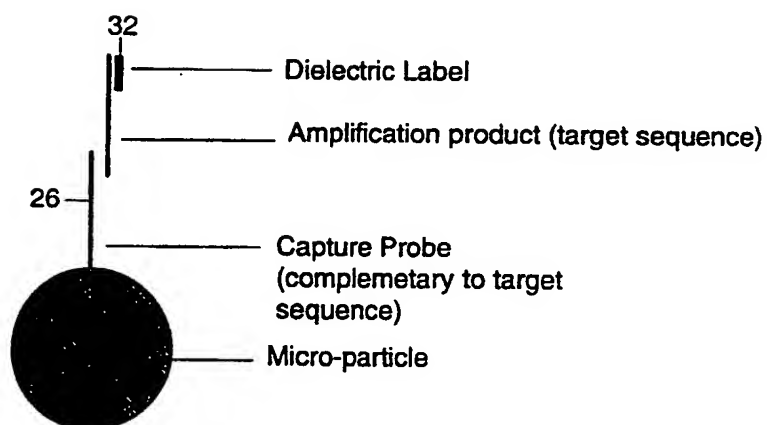 32
Dielectric Label
Amplification product (target sequence)
26
Capture Probe
(complemetary to target
sequence)
Micro-particle